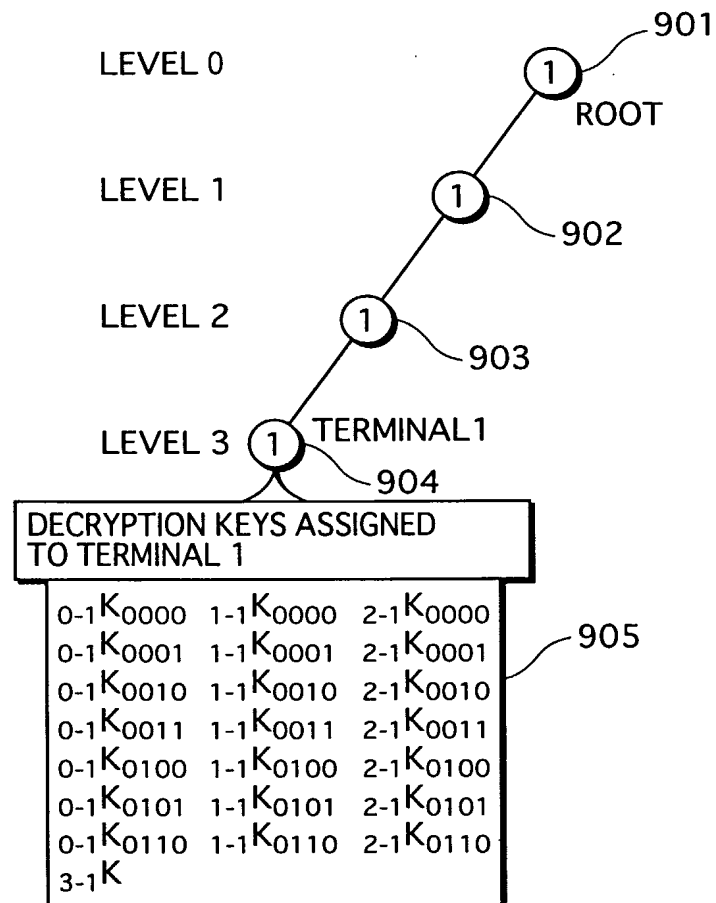 901
LEVEL 0
1
ROOT
LEVEL 1
1
902
LEVEL 2
1
903
LEVEL 3
1
TERMINAL1
904
DECRYPTION KEYS ASSIGNED
TO TERMINAL 1
905
0-1K0000 1-1K0000 2-1K0000
0-1K0001 1-1K0001 2-1K0001
0-1K0010 1-1K0010 2-1K0010
0-1K0011 1-1K0011 2-1K0011
0-1K0100 1-1K0100 2-1K0100
0-1K0101 1-1K0101 2-1K0101
0-1K0110 1-1K0110 2-1K0110
3-1K